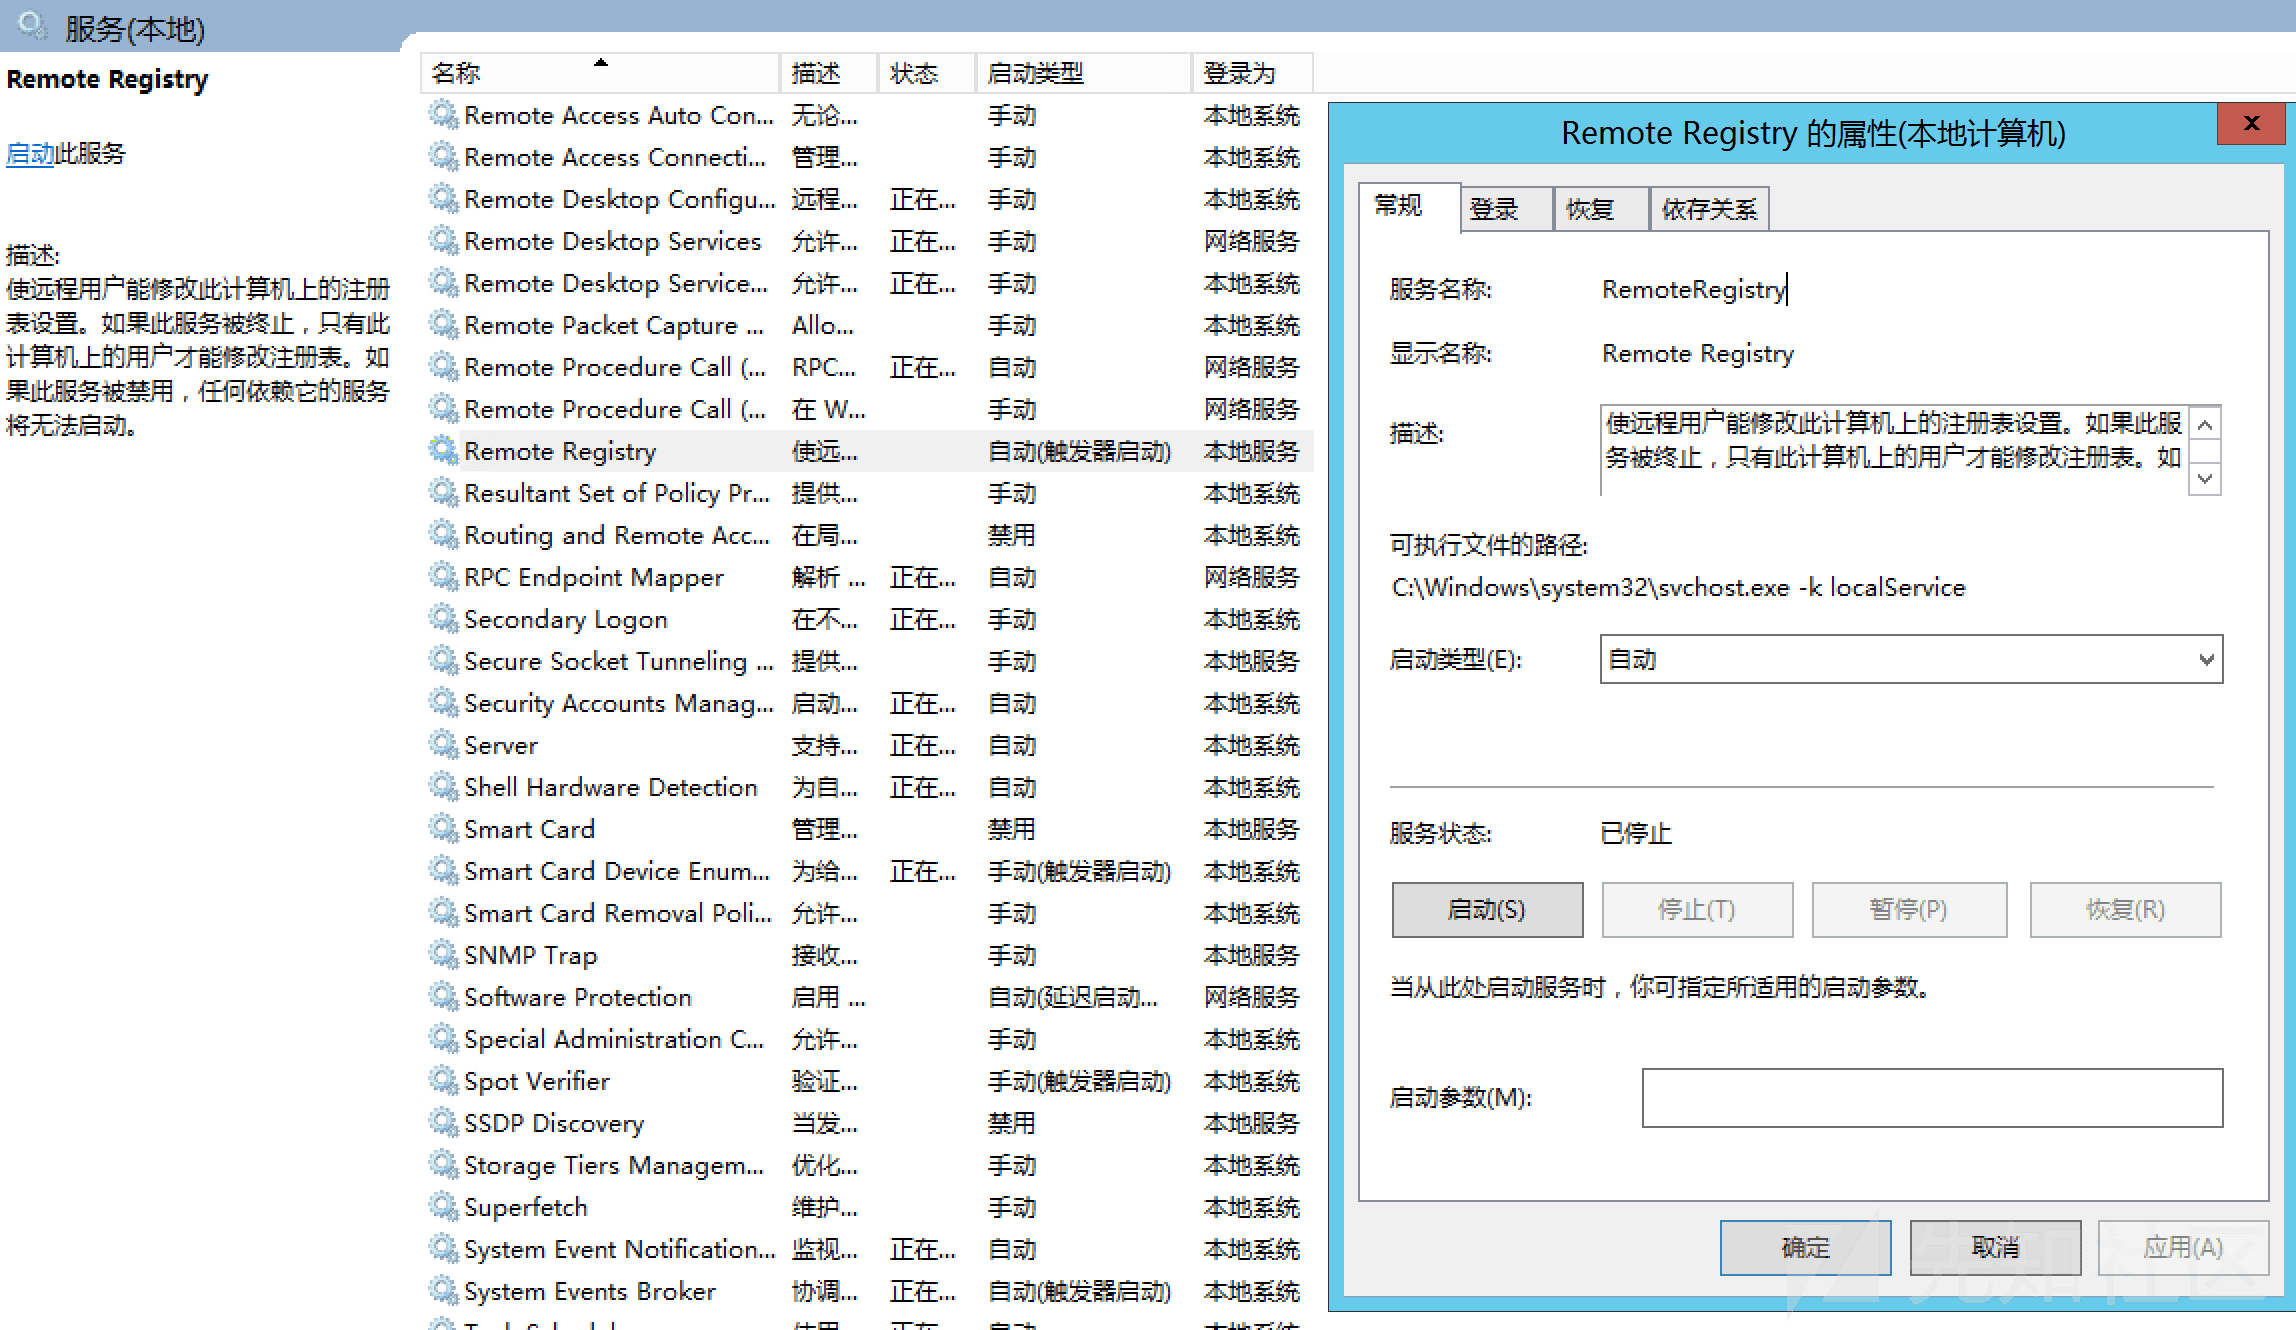 服务(本地)
Remote Registry
启动此服务
描述:
使远程用户能修改此计算机上的注册
表设置。如果此服务被终止，只有此
计算机上的用户才能修改注册表。如
果此服务被禁用，任何依赖它的服务
将无法启动。
名称 描述 状态 启动类型 登录为
Remote Access Auto Con... 无论... 手动 本地系统
Remote Access Connecti... 管理... 手动 本地系统
Remote Desktop Configu... 远程... 正在... 手动 本地系统
Remote Desktop Services 允许... 正在... 手动 网络服务
Remote Desktop Service... 允许... 正在... 手动 本地系统
Remote Packet Capture ... Allo... 手动 本地系统
Remote Procedure Call (... RPC... 正在... 自动 网络服务
Remote Procedure Call (... 在 W... 手动 网络服务
Remote Registry 使远... 自动(触发器启动) 本地服务
Resultant Set of Policy Pr... 提供... 手动 本地系统
Routing and Remote Acc... 在局... 禁用 本地系统
RPC Endpoint Mapper 解析 ... 正在... 自动 网络服务
Secondary Logon 在不... 正在... 手动 本地系统
Secure Socket Tunneling ... 提供... 手动 本地服务
Security Accounts Manag... 启动... 正在... 自动 本地系统
Server 支持... 正在... 自动 本地系统
Shell Hardware Detection 为自... 正在... 自动 本地系统
Smart Card 管理... 禁用 本地服务
Smart Card Device Enum... 为给... 正在... 手动(触发器启动) 本地系统
Smart Card Removal Poli... 允许... 手动 本地系统
SNMP Trap 接收... 手动 本地服务
Software Protection 启用 ... 自动(延迟启动... 网络服务
Special Administration C... 允许... 手动 本地系统
Spot Verifier 验证... 手动(触发器启动) 本地系统
SSDP Discovery 当发... 禁用 本地服务
Storage Tiers Managem... 优化... 手动 本地系统
Superfetch 维护... 手动 本地系统
System Event Notification... 监视... 正在... 自动 本地系统
System Events Broker 协调... 正在... 自动(触发器启动) 本地系统
Remote Registry 的属性(本地计算机)
x
常规 登录 恢复 依存关系
服务名称: RemoteRegistry
显示名称: Remote Registry
描述: 使远程用户能修改此计算机上的注册表设置。如果此服
务被终止，只有此计算机上的用户才能修改注册表。如
可执行文件的路径:
C:\Windows\system32\svchost.exe -k localService
启动类型(E): 自动
服务状态: 已停止
启动(S) 停止(T) 暂停(P) 恢复(R)
当从此处启动服务时，你可指定所适用的启动参数。
启动参数(M):
确定 取消 应用(A)
先知社区